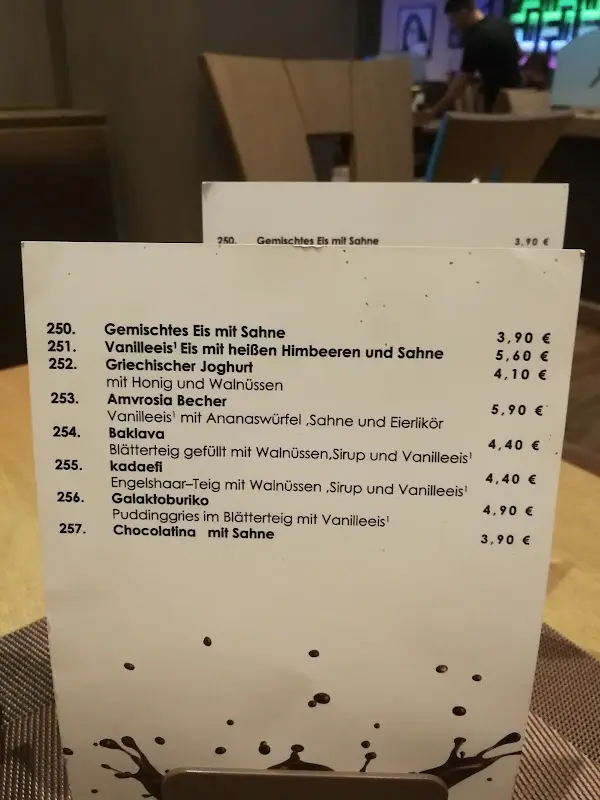 250. Gemischtes Eis mit Sahne 3,90 €
250. Gemischtes Eis mit Sahne 3,90 €
251. Vanilleeis¹ Eis mit heißen Himbeeren und Sahne 5,60 €
252. Griechischer Joghurt 4,10 €
mit Honig und Walnüssen
253. Amvrosia Becher 5,90 €
Vanilleeis¹ mit Ananaswürfel ,Sahne und Eierlikör
254. Baklava 4,40 €
Blätterteig gefüllt mit Walnüssen,Sirup und Vanilleeis¹
255. kadaefi 4,40 €
Engelshaar–Teig mit Walnüssen ,Sirup und Vanilleeis¹
256. Galaktoburiko 4,90 €
Puddinggries im Blätterteig mit Vanilleeis¹
257. Chocolatina mit Sahne 3,90 €